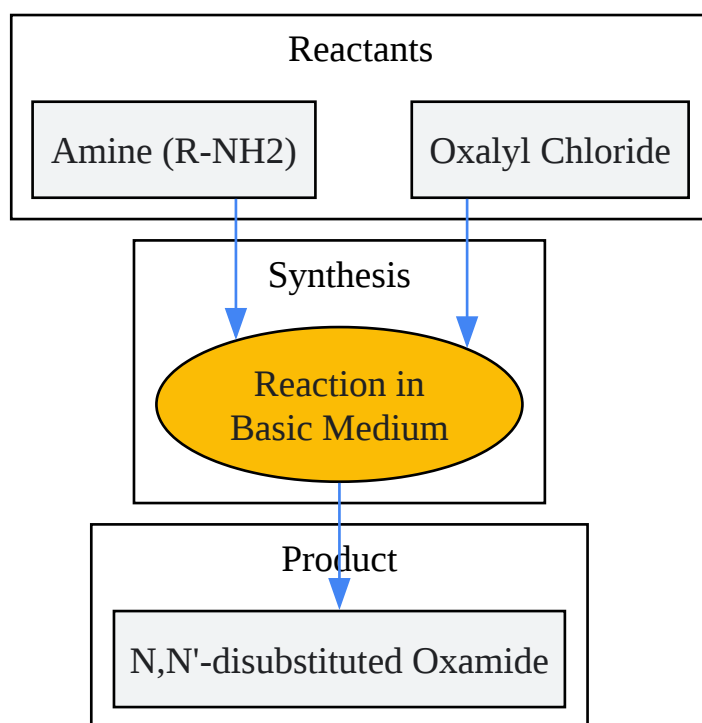 Reactants
Amine (R-NH2)
Oxalyl Chloride
Synthesis
Reaction in
Basic Medium
Product
N,N'-disubstituted Oxamide